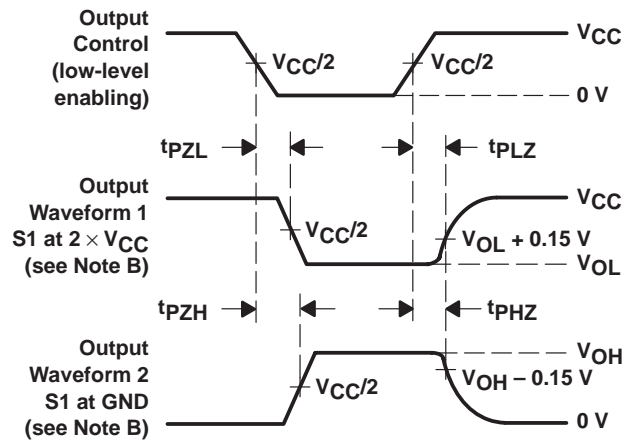 Output
Control
(low-level
enabling)
VCC/2
VCC/2
VCC
0 V
tPZL
tPLZ
Output
Waveform 1
S1 at 2 × VCC
(see Note B)
VCC/2
VCC
VOL + 0.15 V
VOL
tPZH
tPHZ
Output
Waveform 2
S1 at GND
(see Note B)
VCC/2
VOH
VOH – 0.15 V
0 V